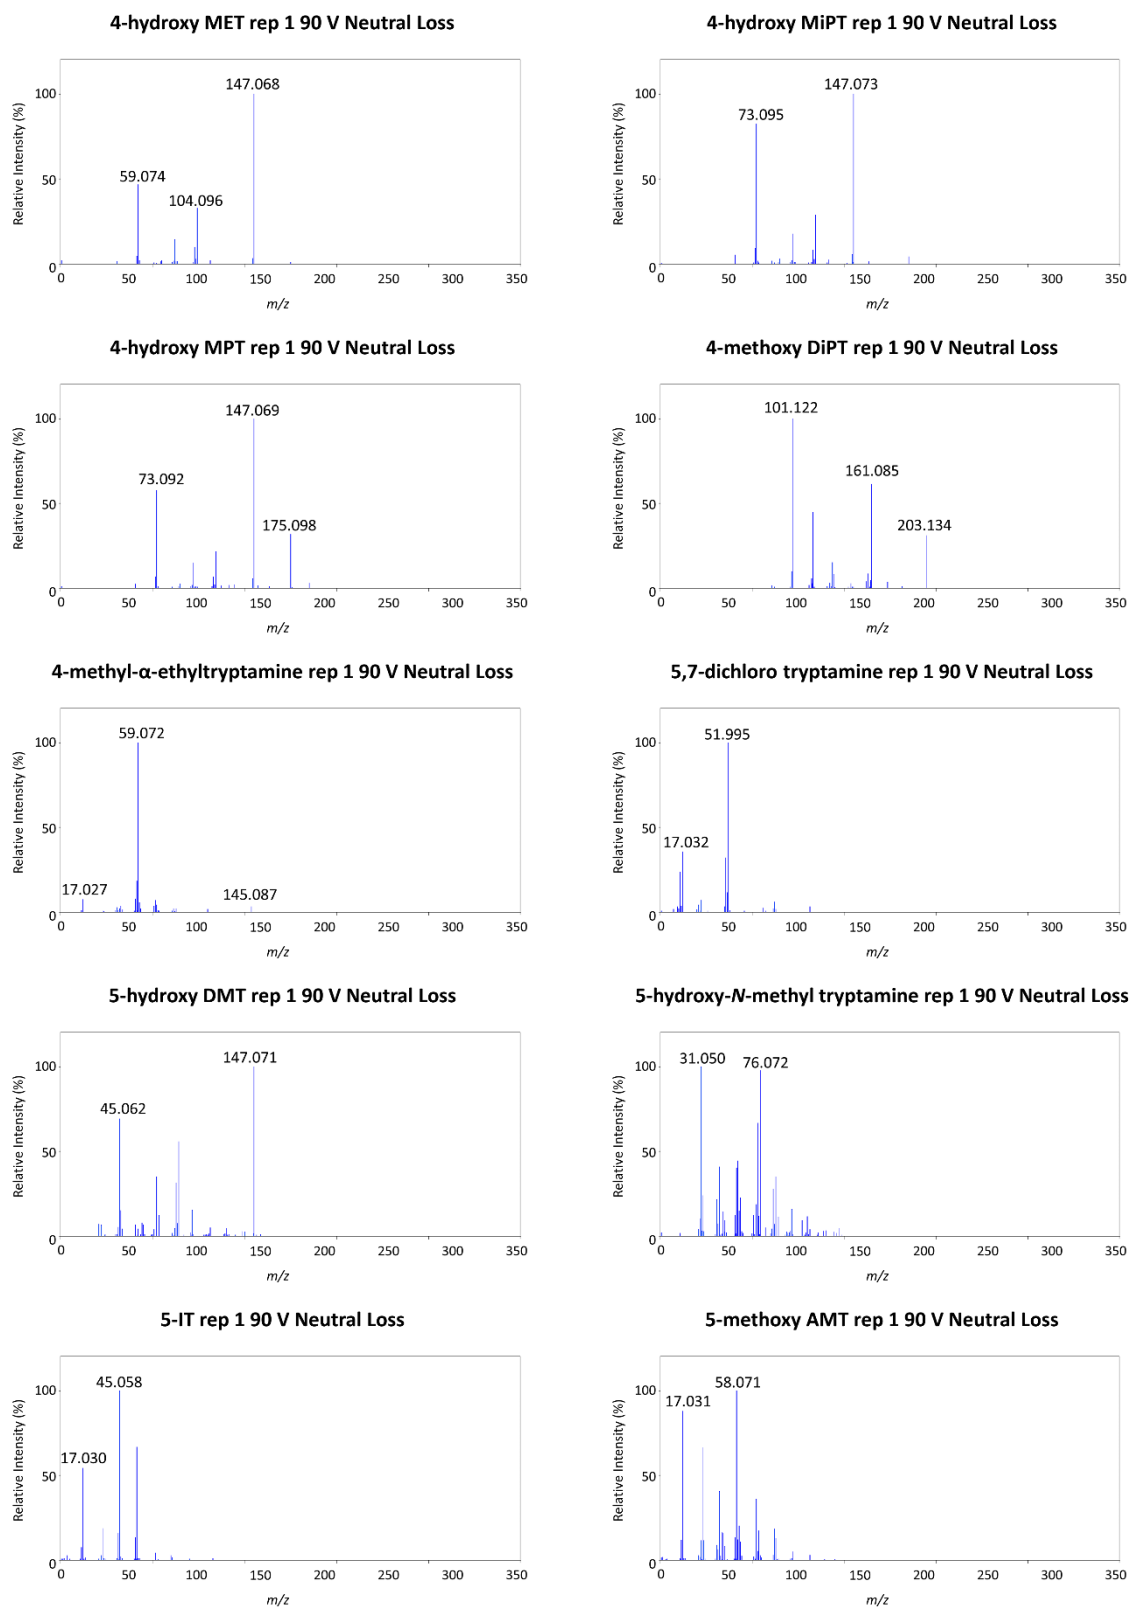 4-hydroxy MET rep 1 90 V Neutral Loss
Relative Intensity (%)
100
50
0
147.068
59.074
104.096
0 50 100 150 200 250 300 350
m/z
4-hydroxy MiPT rep 1 90 V Neutral Loss
Relative Intensity (%)
100
50
0
147.073
73.095
0 50 100 150 200 250 300 350
m/z
4-hydroxy MPT rep 1 90 V Neutral Loss
Relative Intensity (%)
100
50
0
147.069
73.092
175.098
0 50 100 150 200 250 300 350
m/z
4-methoxy DiPT rep 1 90 V Neutral Loss
Relative Intensity (%)
100
50
0
101.122
161.085
203.134
0 50 100 150 200 250 300 350
m/z
4-methyl-α-ethyltryptamine rep 1 90 V Neutral Loss
Relative Intensity (%)
100
50
0
59.072
17.027
145.087
0 50 100 150 200 250 300 350
m/z
5,7-dichloro tryptamine rep 1 90 V Neutral Loss
Relative Intensity (%)
100
50
0
51.995
17.032
0 50 100 150 200 250 300 350
m/z
5-hydroxy DMT rep 1 90 V Neutral Loss
Relative Intensity (%)
100
50
0
147.071
45.062
0 50 100 150 200 250 300 350
m/z
5-hydroxy-N-methyl tryptamine rep 1 90 V Neutral Loss
Relative Intensity (%)
100
50
0
31.050
76.072
0 50 100 150 200 250 300 350
m/z
5-IT rep 1 90 V Neutral Loss
Relative Intensity (%)
100
50
0
45.058
17.030
0 50 100 150 200 250 300 350
m/z
5-methoxy AMT rep 1 90 V Neutral Loss
Relative Intensity (%)
100
50
0
58.071
17.031
0 50 100 150 200 250 300 350
m/z